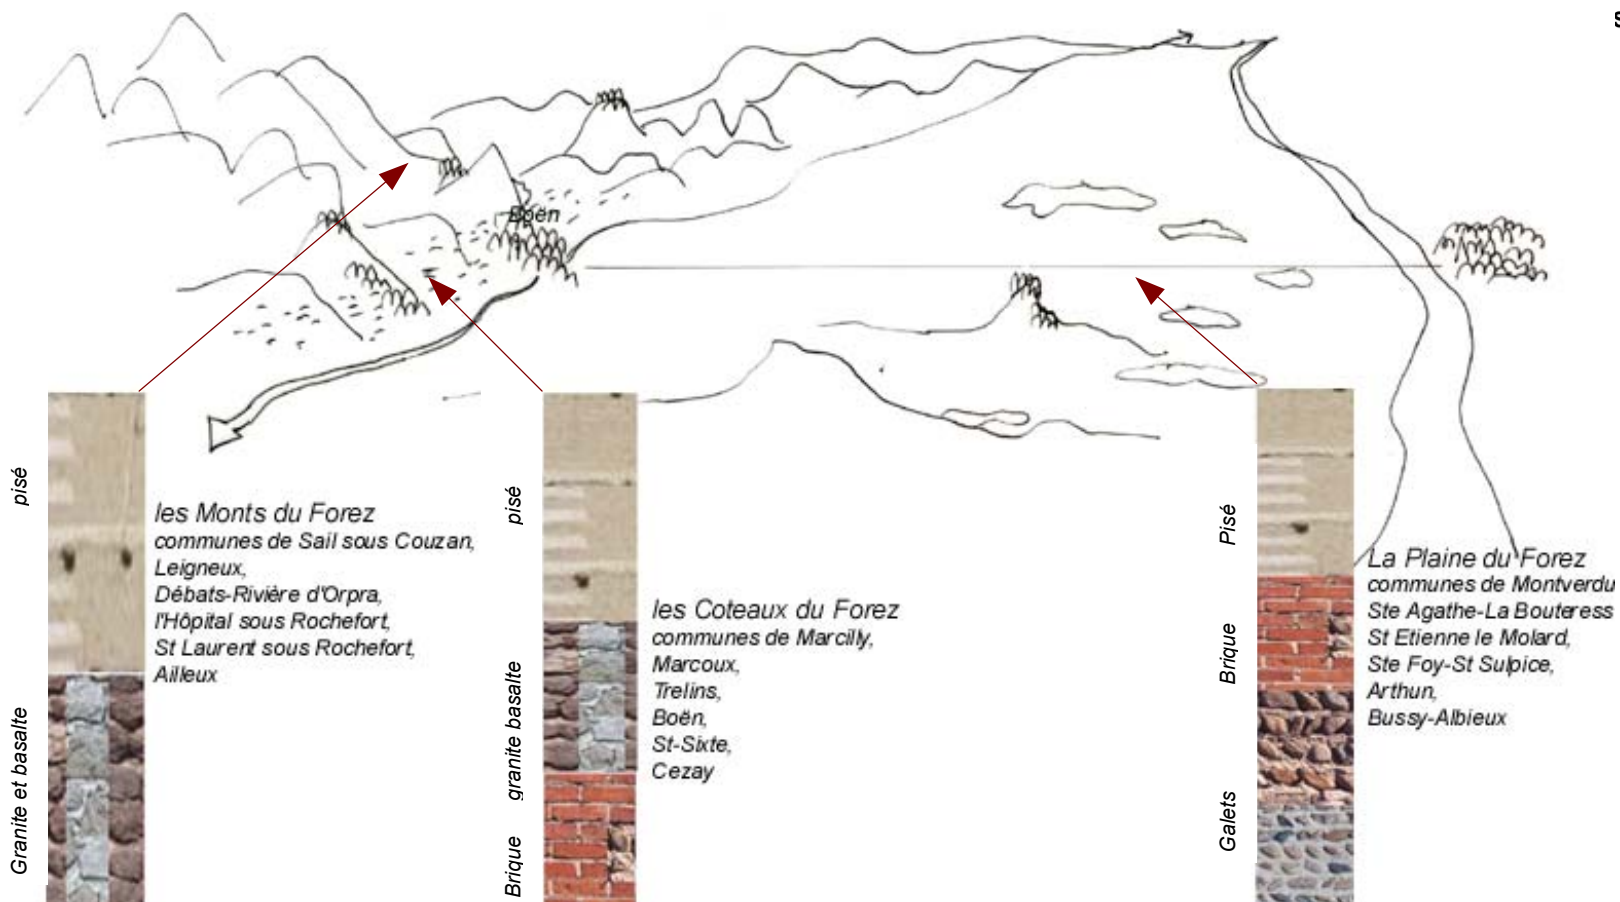 Boën
pisé
Granite et basalte
les Monts du Forez
communes de Sail sous Couzan,
Leigneux,
Débats-Rivière d'Orpra,
l'Hôpital sous Rochefort,
St Laurent sous Rochefort,
Ailleux
pisé
granite basalte
Brique
les Coteaux du Forez
communes de Marcilly,
Marcoux,
Trelins,
Boën,
St-Sixte,
Cezay
Pisé
Brique
Galets
La Plaine du Forez
communes de Montverdu
Ste Agathe-La Bouteress
St Etienne le Molard,
Ste Foy-St Sulpice,
Arthun,
Bussy-Albieux